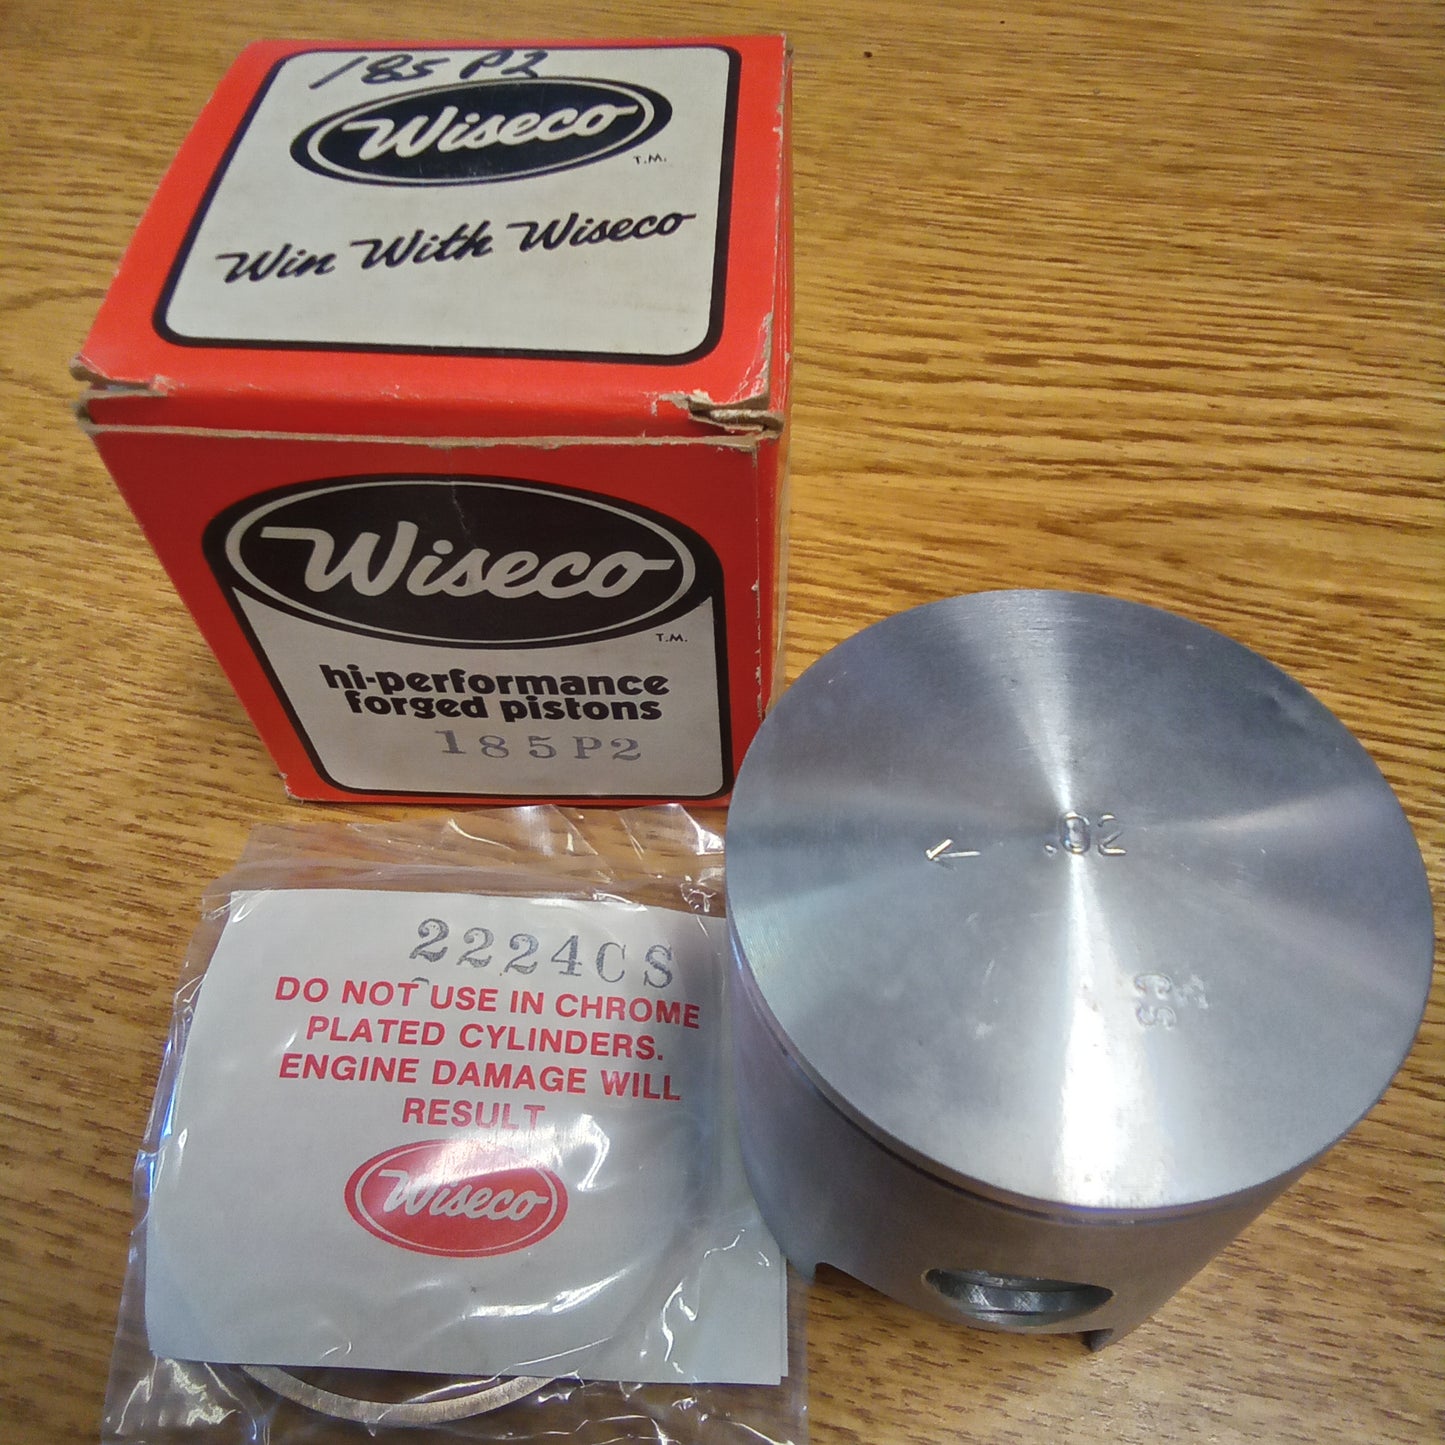 185 P2
Wiseco
T.M.
Win With Wiseco
Wiseco
T.M.
hi-performance
forged pistons
185P2
2224CS
DO NOT USE IN CHROME
PLATED CYLINDERS.
ENGINE DAMAGE WILL
RESULT
Wiseco
.02
CS